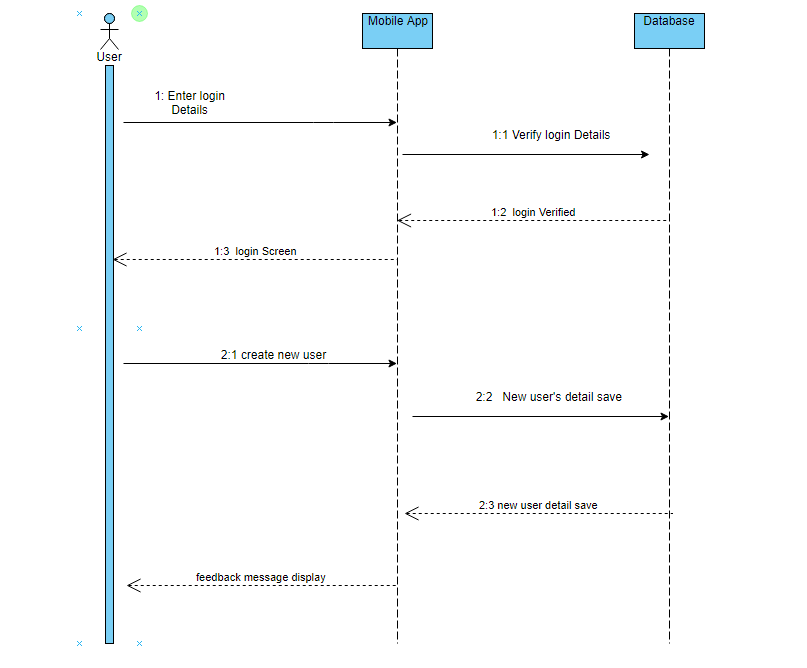 Mobile App
Database
User
1: Enter login
Details
1:1 Verify login Details
1:2  login Verified
1:3  login Screen
2:1 create new user
2:2   New user's detail save
2:3 new user detail save
feedback message display